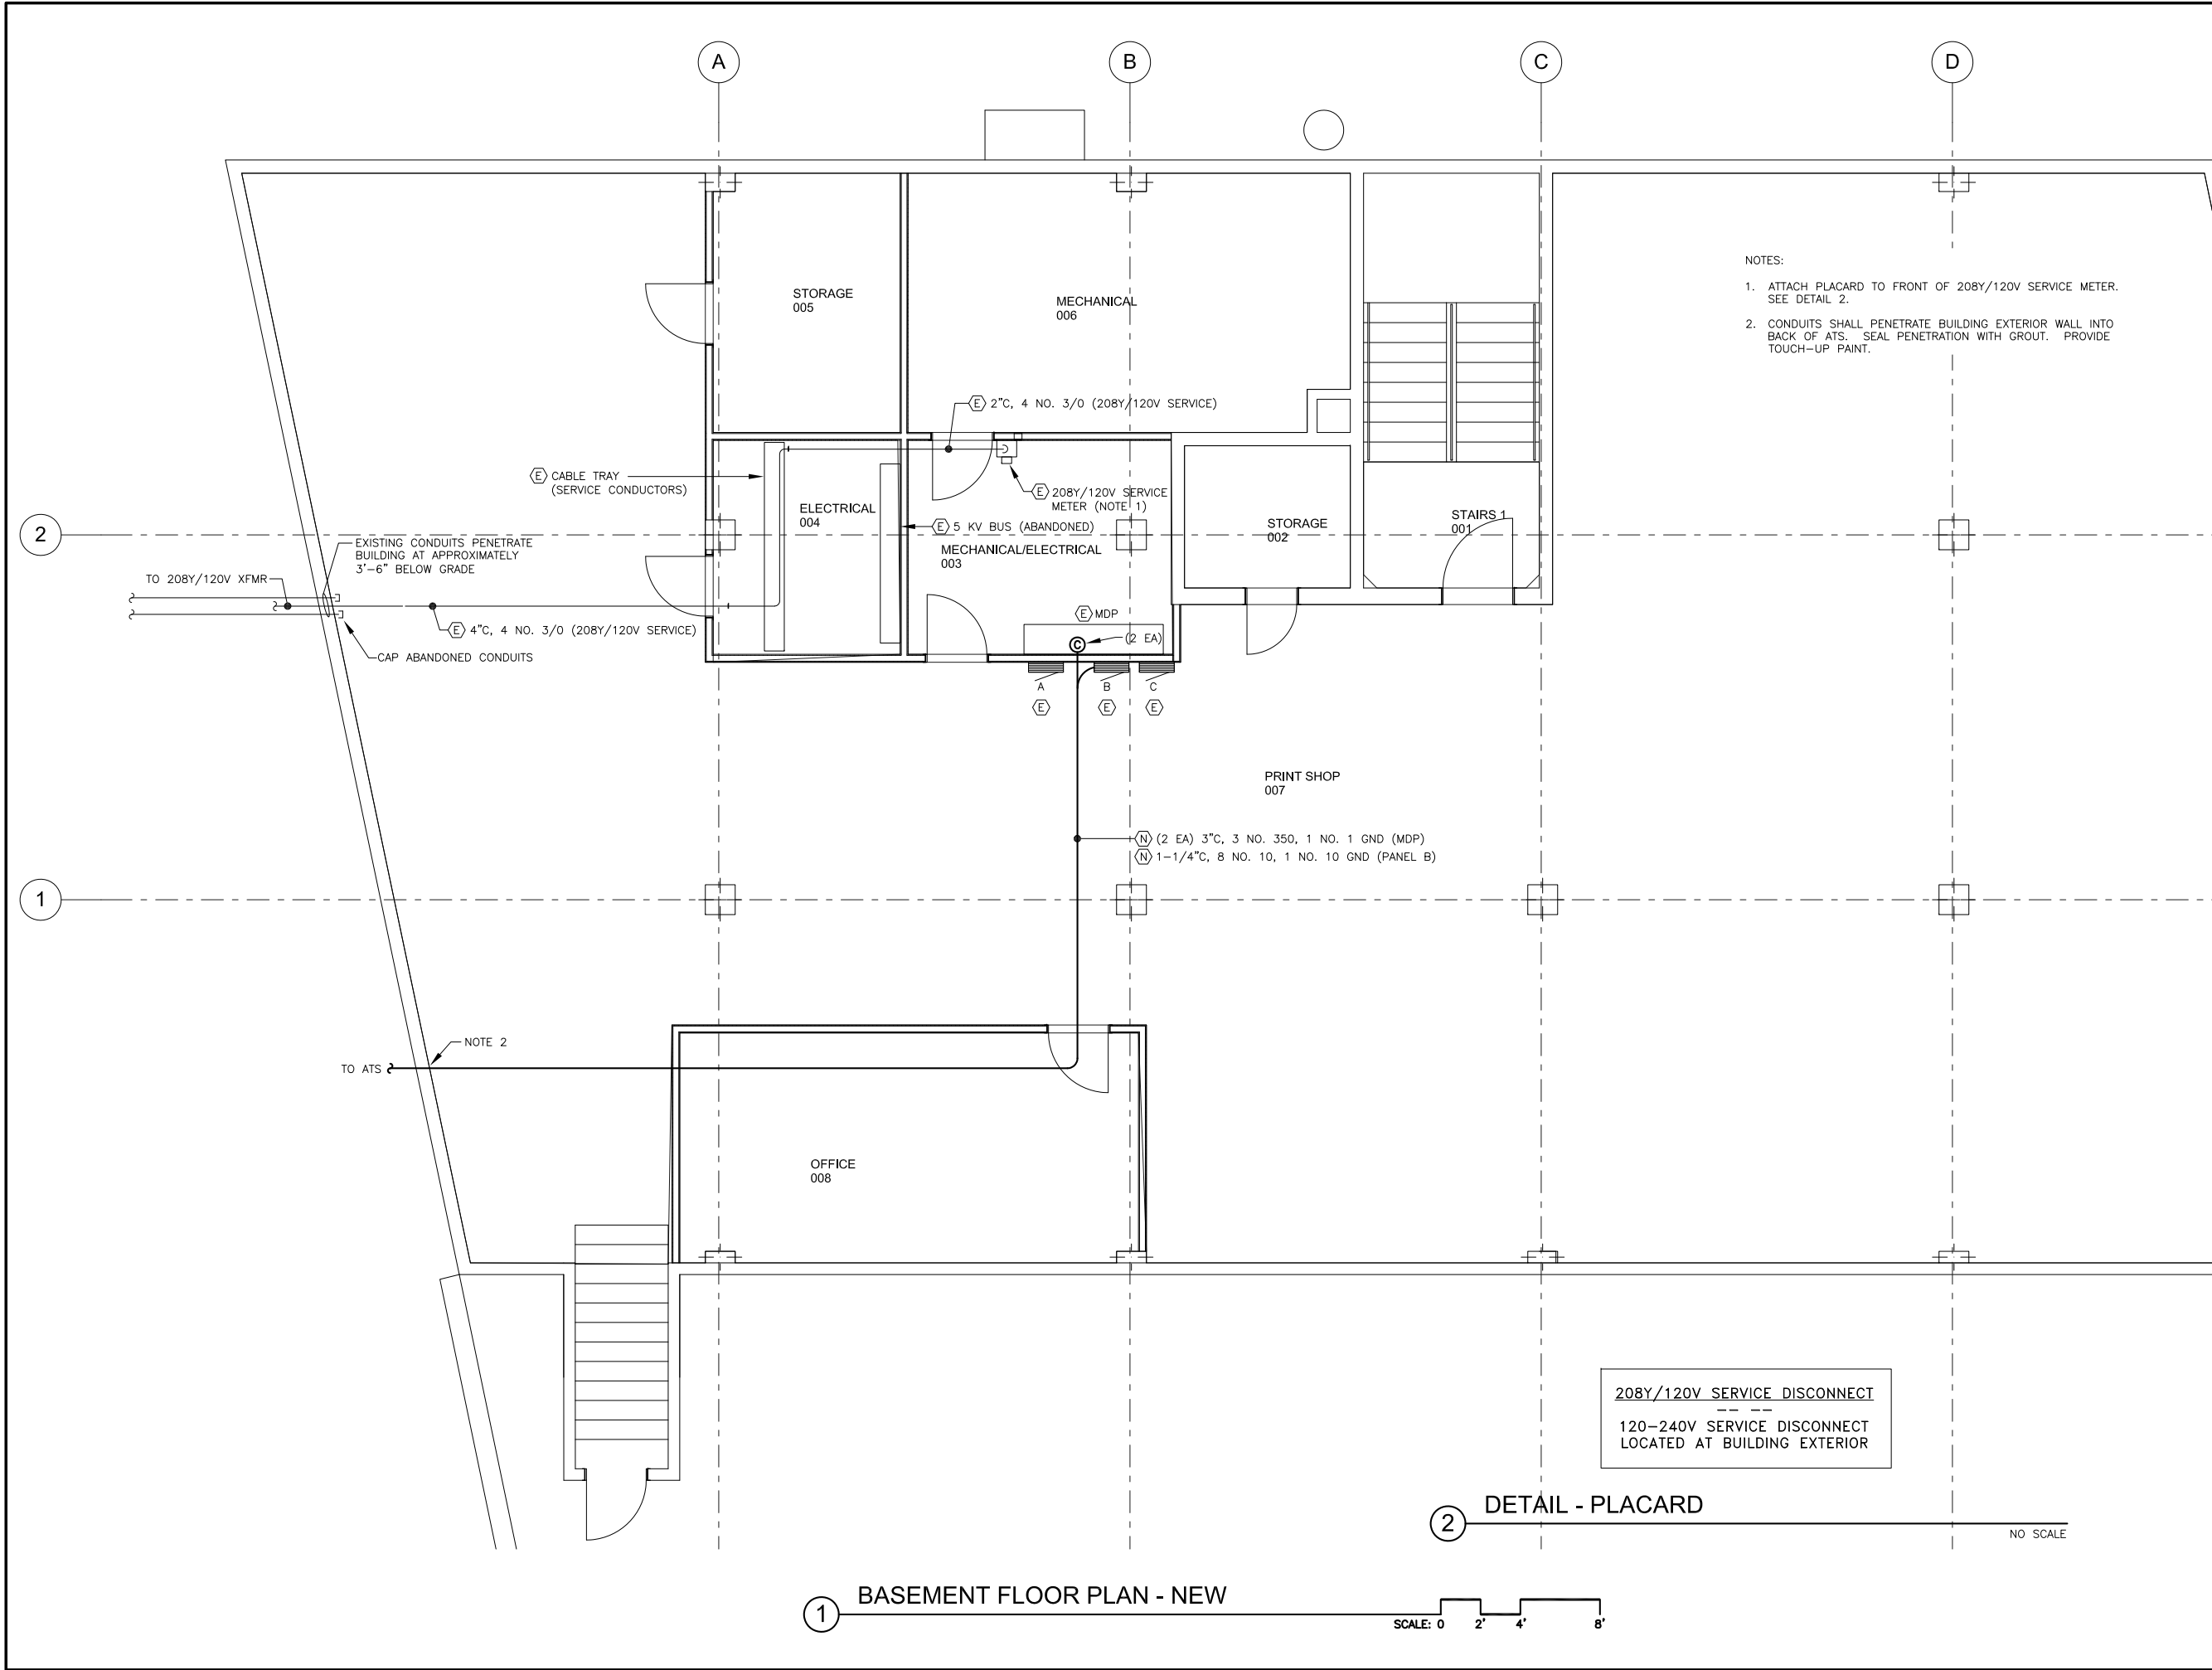 A
B
C
D
NOTES:
1. ATTACH PLACARD TO FRONT OF 208Y/120V SERVICE METER.
SEE DETAIL 2.
2. CONDUITS SHALL PENETRATE BUILDING EXTERIOR WALL INTO
BACK OF ATS. SEAL PENETRATION WITH GROUT. PROVIDE
TOUCH-UP PAINT.
STORAGE
005
MECHANICAL
006
E 2"C, 4 NO. 3/0 (208Y/120V SERVICE)
E CABLE TRAY
(SERVICE CONDUCTORS)
E 208Y/120V SERVICE
METER (NOTE 1)
ELECTRICAL
004
E 5 KV BUS (ABANDONED)
MECHANICAL/ELECTRICAL
003
STORAGE
002
STAIRS 1
001
2
EXISTING CONDUITS PENETRATE
BUILDING AT APPROXIMATELY
3'-6" BELOW GRADE
TO 208Y/120V XFMR
E 4"C, 4 NO. 3/0 (208Y/120V SERVICE)
CAP ABANDONED CONDUITS
E MDP
C
(2 EA)
A
B
C
E
E
E
PRINT SHOP
007
N (2 EA) 3"C, 3 NO. 350, 1 NO. 1 GND (MDP)
N 1-1/4"C, 8 NO. 10, 1 NO. 10 GND (PANEL B)
1
NOTE 2
TO ATS
OFFICE
008
208Y/120V SERVICE DISCONNECT
-- --
120-240V SERVICE DISCONNECT
LOCATED AT BUILDING EXTERIOR
2 DETAIL - PLACARD
NO SCALE
1 BASEMENT FLOOR PLAN - NEW
SCALE: 0 2' 4' 8'